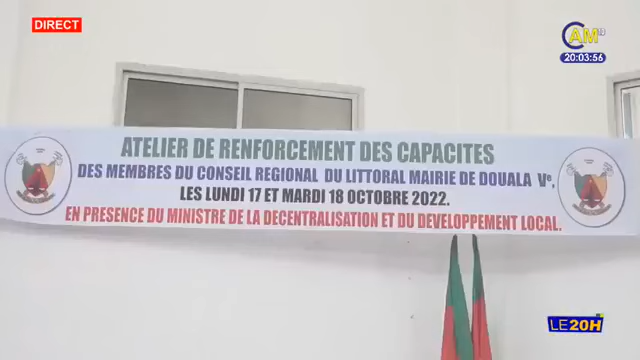 DIRECT
CAM
20:03:56
ATELIER DE RENFORCEMENT DES CAPACITES
DES MEMBRES DU CONSEIL REGIONAL DU LITTORAL MAIRIE DE DOUALA Ve,
LES LUNDI 17 ET MARDI 18 OCTOBRE 2022.
EN PRESENCE DU MINISTRE DE LA DECENTRALISATION ET DU DEVELOPPEMENT LOCAL.
LE20H